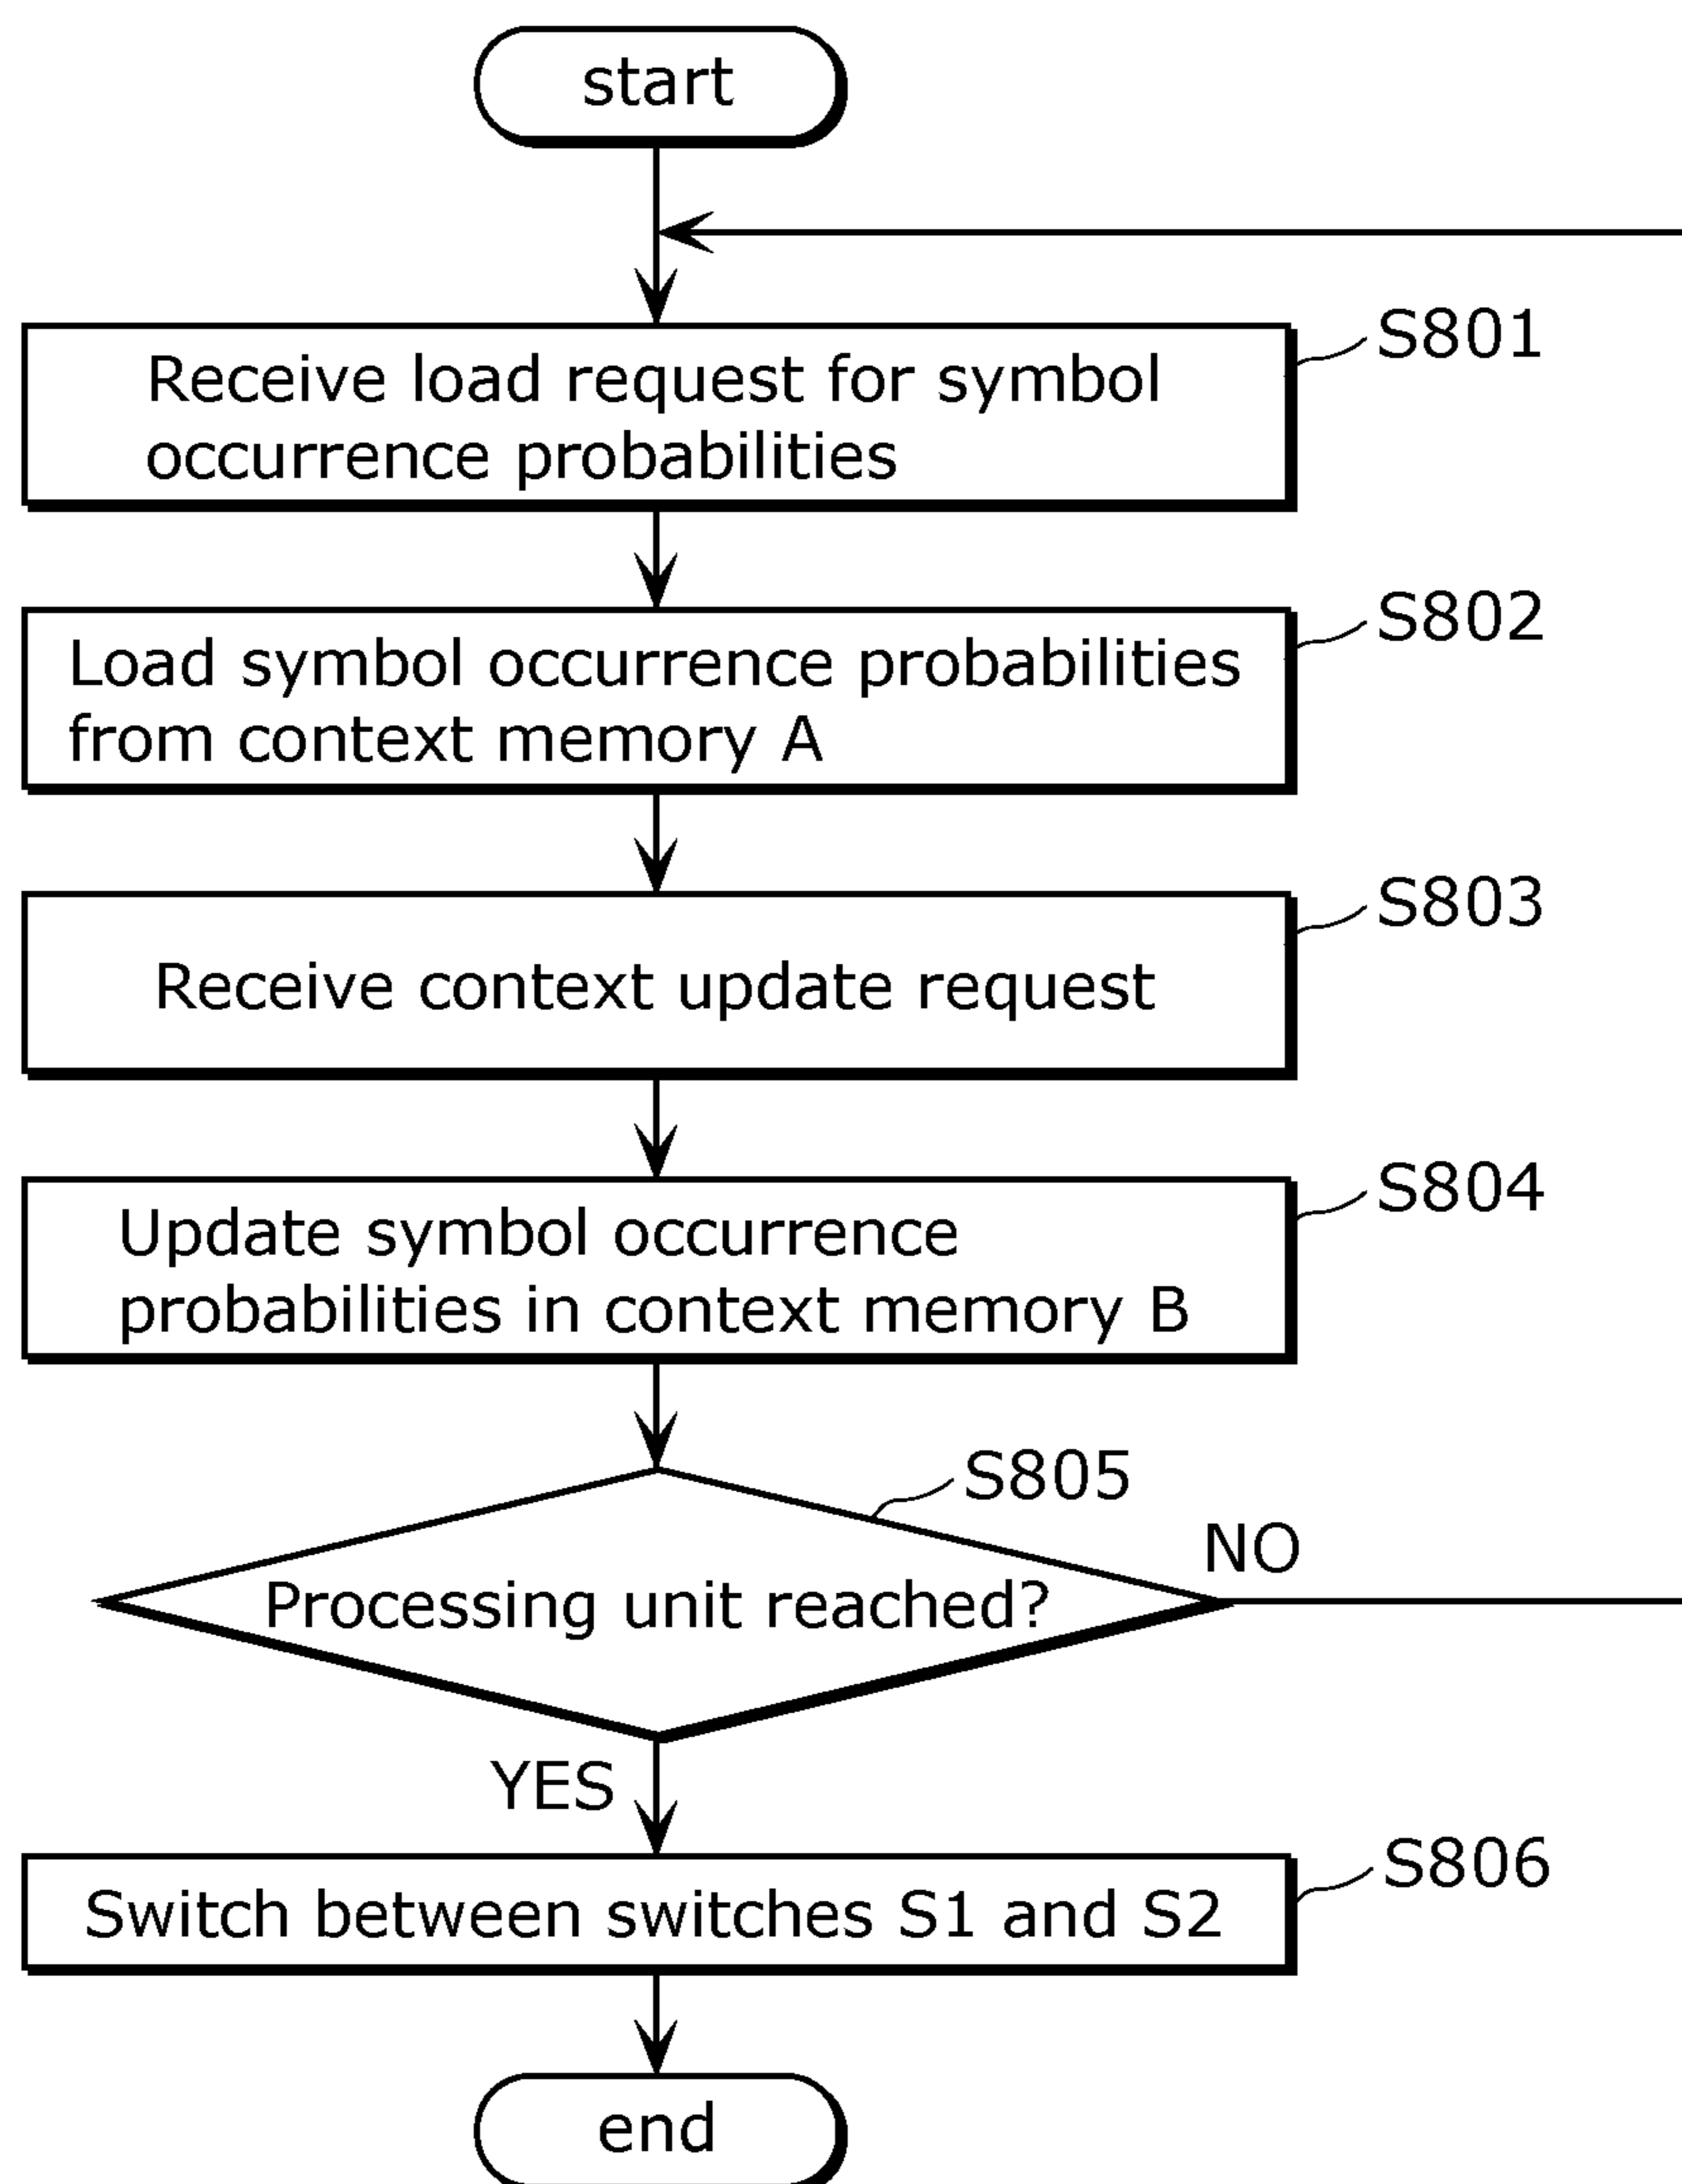 start
S801
Receive load request for symbol
occurrence probabilities
S802
Load symbol occurrence probabilities
from context memory A
S803
Receive context update request
S804
Update symbol occurrence
probabilities in context memory B
S805
NO
Processing unit reached?
YES
S806
Switch between switches S1 and S2
end